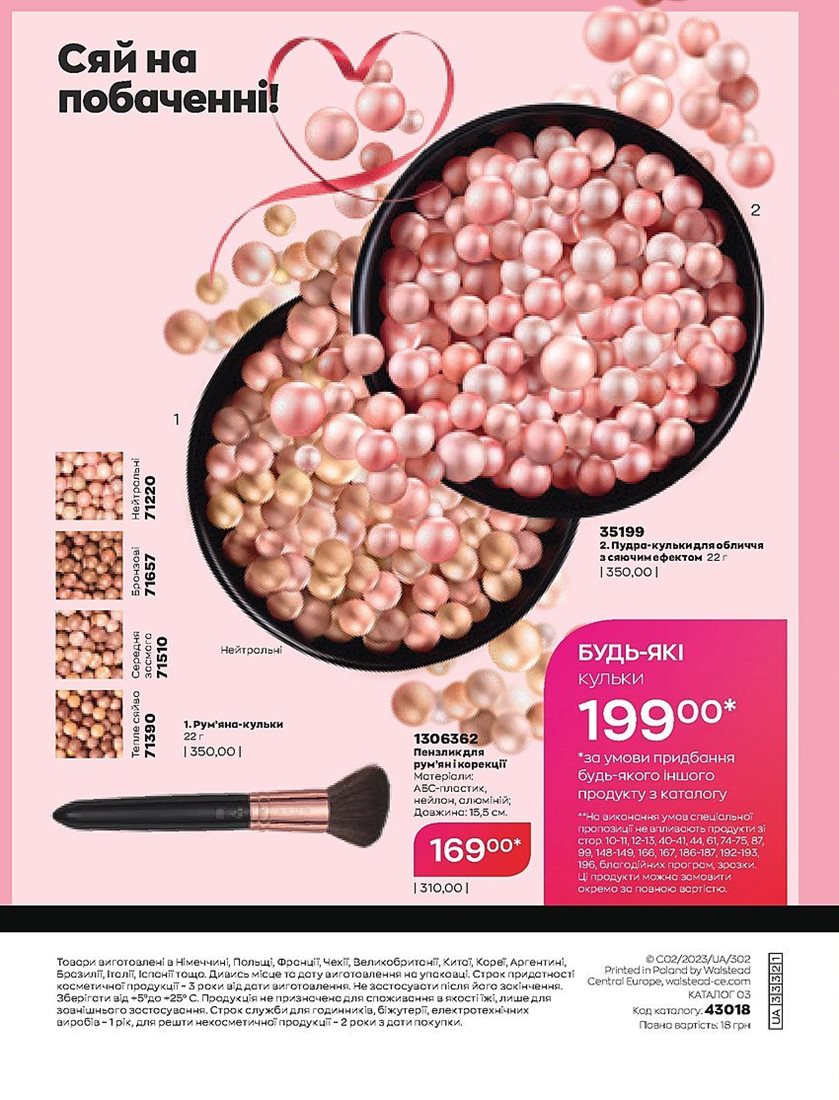 Сяй на
побаченні!
2
1
Нейтральні
71220
Бронзові
71657
Середня
засмага
71510
Тепле сяйво
71390
Нейтральні
35199
2. Пудра-кульки для обличчя
з сяючим ефектом 22 г
| 350,00 |
1. Рум'яна-кульки
22 г
| 350,00 |
1306362
Пензлик для
рум'ян і корекції
Матеріали:
АБС-пластик,
нейлон, алюміній;
Довжина: 15,5 см.
169⁰⁰*
| 310,00 |
БУДЬ-ЯКІ
кульки
199⁰⁰*
*за умови придбання
будь-якого іншого
продукту з каталогу
**На виконання умов спеціальної
пропозиції не впливають продукти зі
стор. 10-11, 12-13, 40-41, 44, 61, 74-75, 87,
99, 148-149, 166, 167, 186-187, 192-193,
196, благодійних програм, зразки.
Ці продукти можна замовити
окремо за повною вартістю.
Товари виготовлені в Німеччині, Польщі, Франції, Чехії, Великобританії, Китаї, Кореї, Аргентині,
Бразилії, Італії, Іспанії тощо. Дивись місце та дату виготовлення на упаковці. Строк придатності
косметичної продукції – 3 роки від дати виготовлення. Не застосувати після його закінчення.
Зберігати від +5° до +25° С. Продукція не призначена для споживання в якості їжі, лише для
зовнішнього застосування. Строк служби для годинників, біжутерії, електротехнічних
виробів – 1 рік, для решти некосметичної продукції – 2 роки з дати покупки.
© C02/2023/UA/302
Printed in Poland by Walstead
Central Europe, walstead-ce.com
КАТАЛОГ 03
Код каталогу: 43018
Повна вартість: 18 грн
UA 3 3 3 2 1